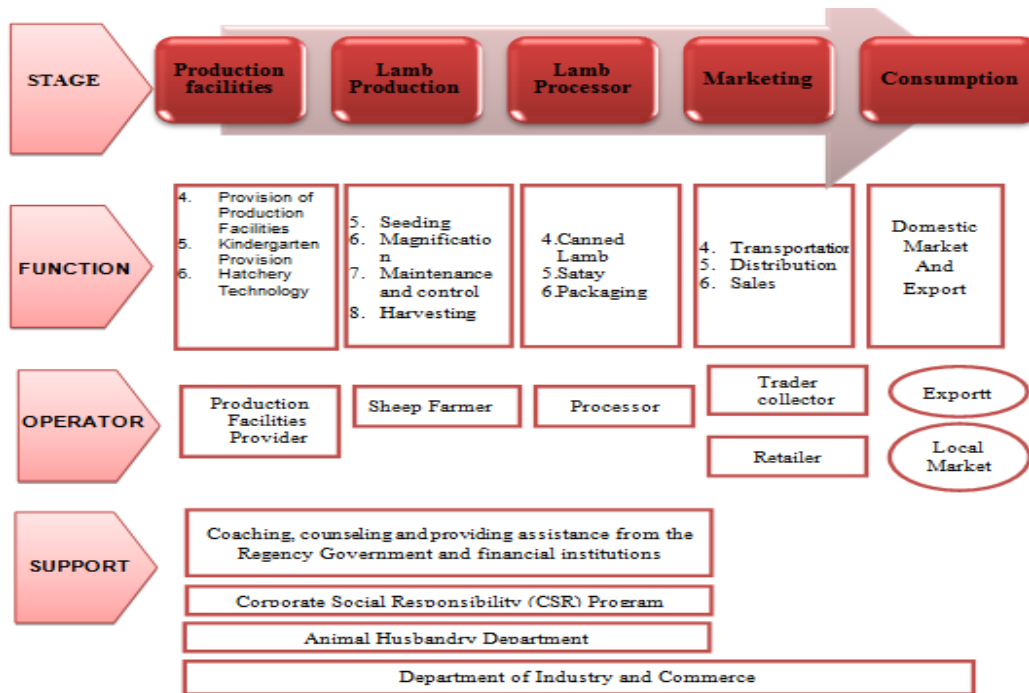 STAGE
Production
facilities
Lamb
Production
Lamb
Processor
Marketing
Consumption
FUNCTION
4. Provision of
Production
Facilities
5. Kindergarten
Provision
6. Hatchery
Technology
5. Seeding
6. Magnificatio
n
7. Maintenance
and control
8. Harvesting
4.Canned
Lamb
5.Satay
6.Packaging
4. Transportation
5. Distribution
6. Sales
Domestic
Market
And
Export
OPERATOR
Production
Facilities
Provider
Sheep Farmer
Processor
Trader
collector
Retailer
Exportt
Local
Market
SUPPORT
Coaching, counseling and providing assistance from the
Regency Government and financial institutions
Corporate Social Responsibility (CSR) Program
Animal Husbandry Department
Department of Industry and Commerce